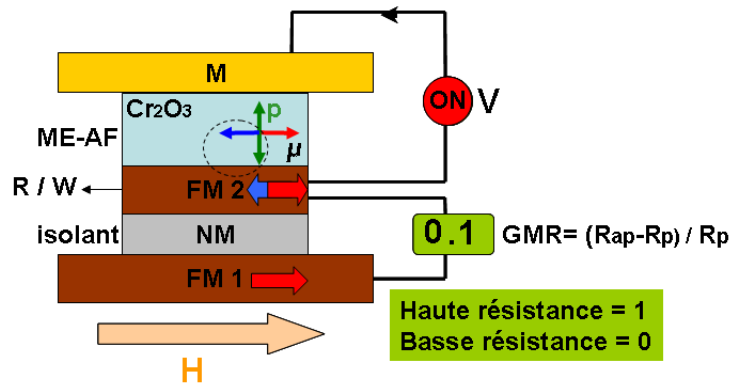 M
ON
V
Cr₂O₃
p
ME-AF
μ
R / W
FM 2
isolant
NM
0.1
GMR= (Rap-Rp) / Rp
FM 1
Haute résistance = 1
Basse résistance = 0
H